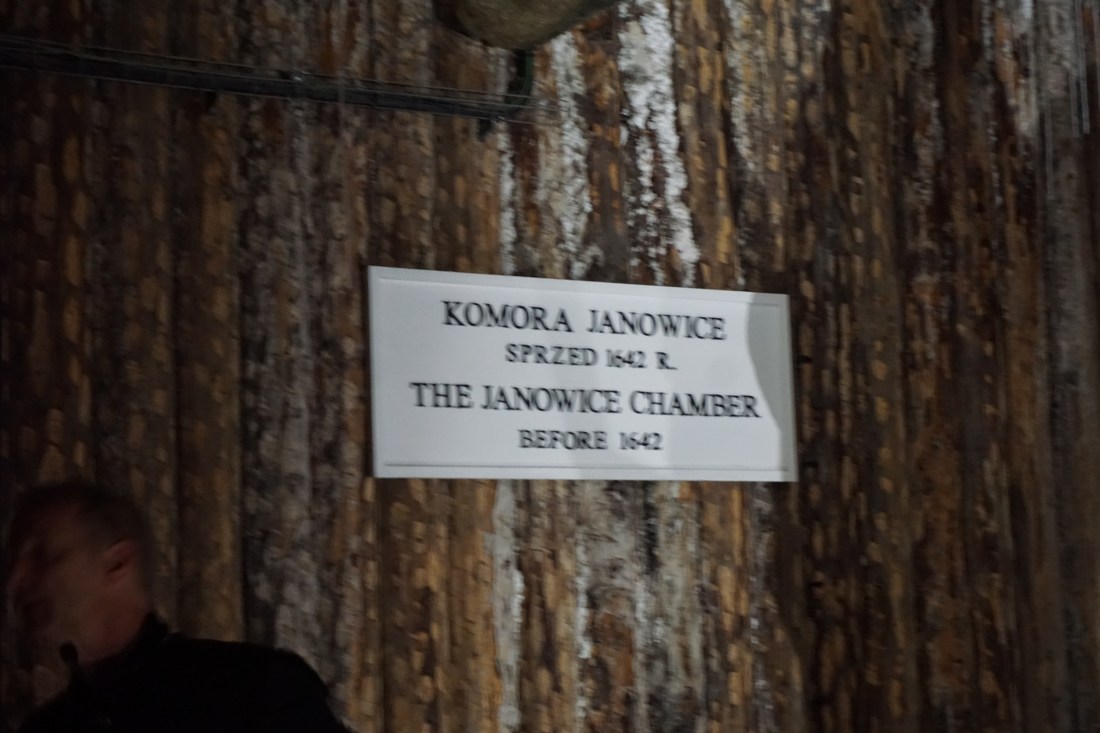 KOMORA JANOWICE
SPRZED 1642 R.
THE JANOWICE CHAMBER
BEFORE 1642